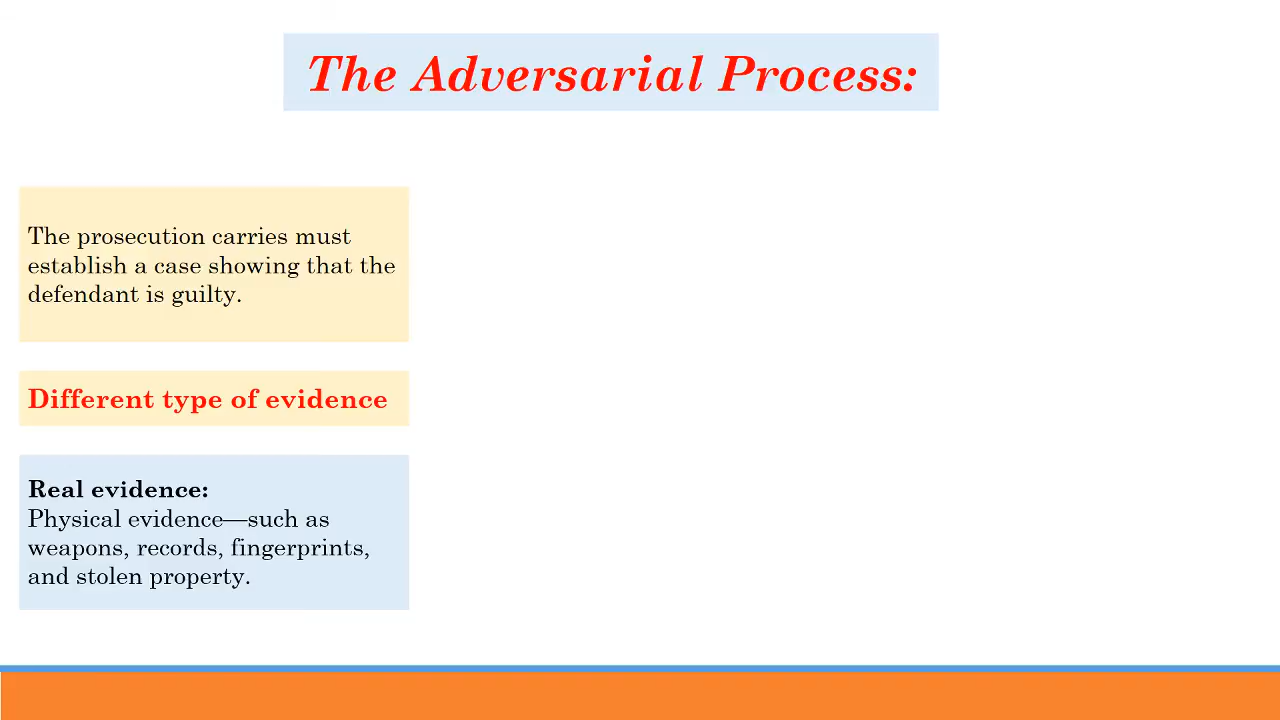 The Adversarial Process:
The prosecution carries must
establish a case showing that the
defendant is guilty.
Different type of evidence
Real evidence:
Physical evidence—such as
weapons, records, fingerprints,
and stolen property.